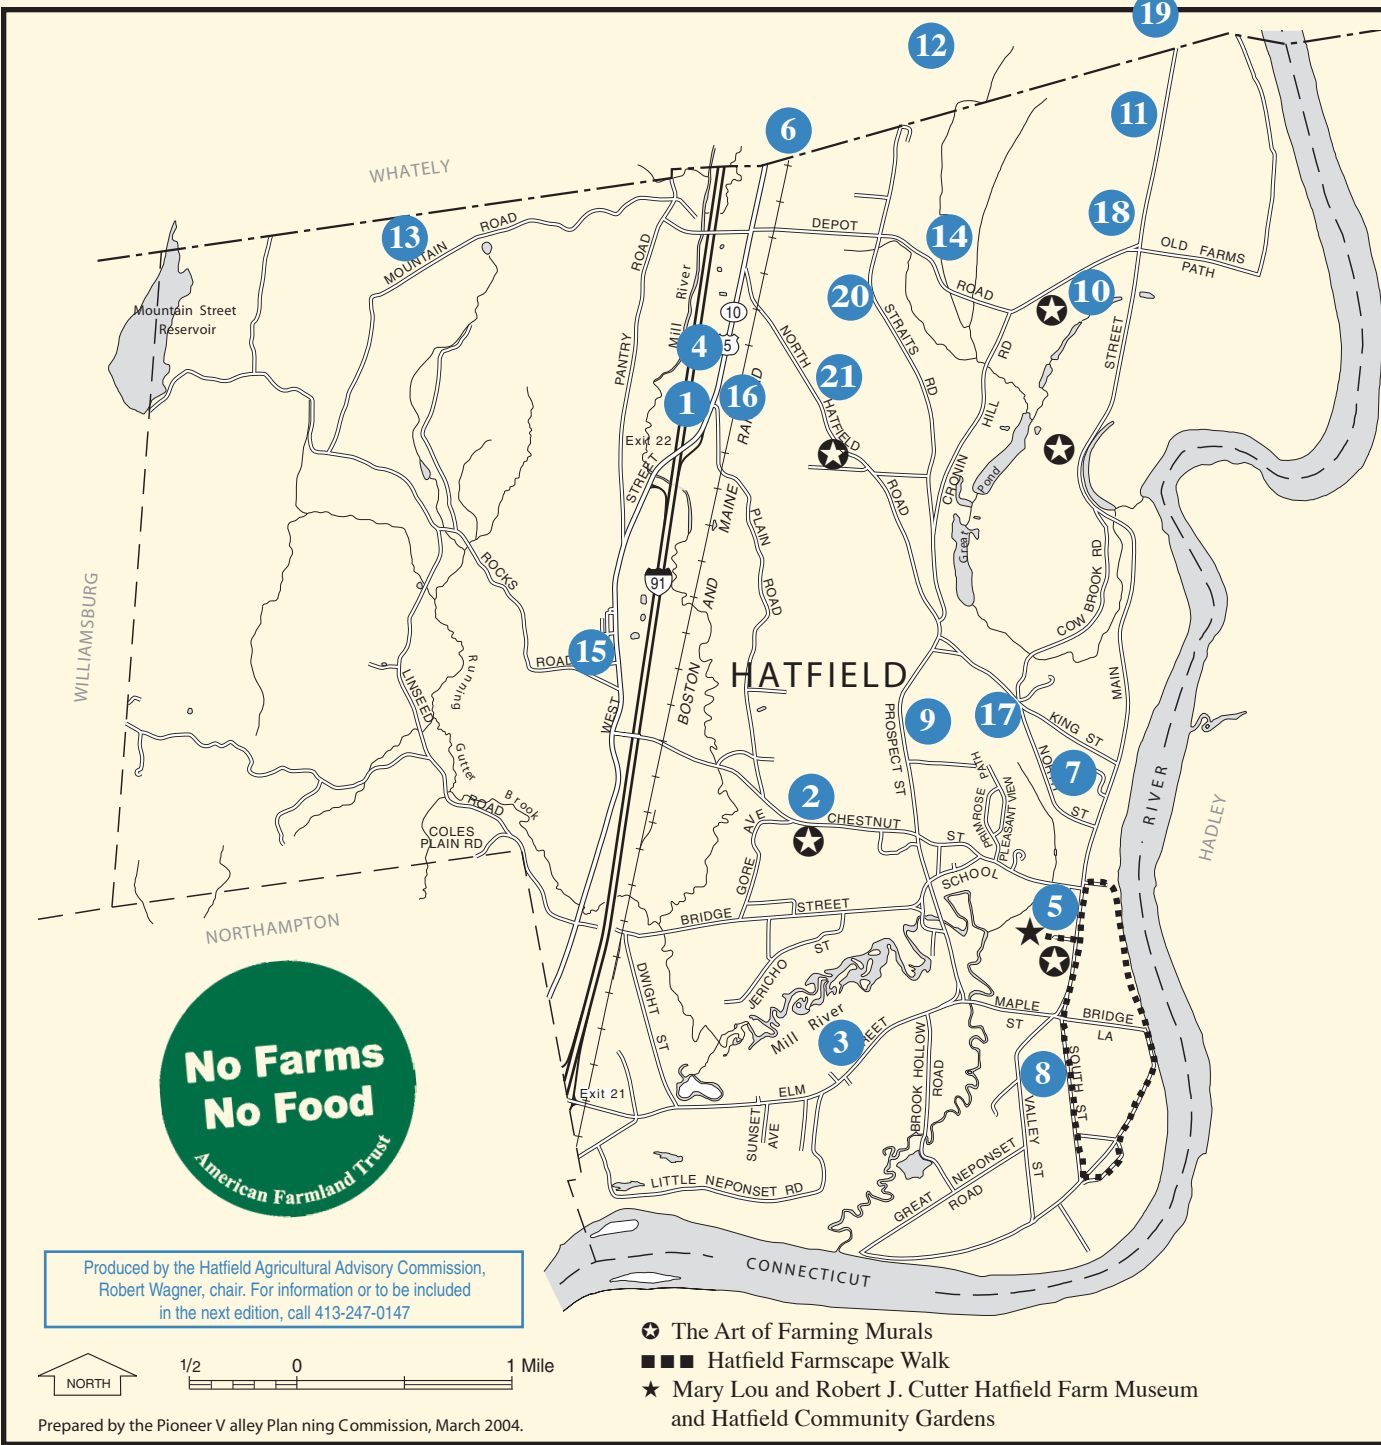 19
12
11
6
WHATELY
13
MOUNTAIN
ROAD
18
14
DEPOT
ROAD
OLD FARMS
PATH
PANTRY
ROAD
Mill
River
10
20
10
Mountain Street
Reservoir
4
5
STRAITS
RD
NORTH
HATFIELD
ROAD
21
CRONIN
HILL
RD
STREET
1
16
Exit 22
STREET
Great
Pond
PLAIN
ROAD
BOSTON
AND
MAINE
91
ROCKS
ROAD
15
WILLIAMSBURG
COW BROOK RD
HATFIELD
MAIN
Running
Gutter
Brook
LINSEED
ROAD
WEST
PROSPECT ST
9
17
KING ST
7
ST
RIVER
HADLEY
PRIMROSE
PATH
PLEASANT VIEW
2
CHESTNUT
ST
COLES
PLAIN RD
GORE
AVE
SCHOOL
5
NORTHAMPTON
BRIDGE
STREET
JERICHO
ST
DWIGHT
ST
Mill River
3
MAPLE
ST
BRIDGE
LA
8
SOUTH ST
BROOK HOLLOW
ROAD
VALLEY ST
Exit 21
ELM
SUNSET
AVE
LITTLE NEPONSET RD
GREAT
NEPONSET
ROAD
CONNECTICUT
No Farms
No Food
American Farmland Trust
Produced by the Hatfield Agricultural Advisory Commission,
Robert Wagner, chair. For information or to be included
in the next edition, call 413-247-0147
The Art of Farming Murals
Hatfield Farmscape Walk
Mary Lou and Robert J. Cutter Hatfield Farm Museum
and Hatfield Community Gardens
NORTH
1/2 0 1 Mile
Prepared by the Pioneer V alley Plan ning Commission, March 2004.